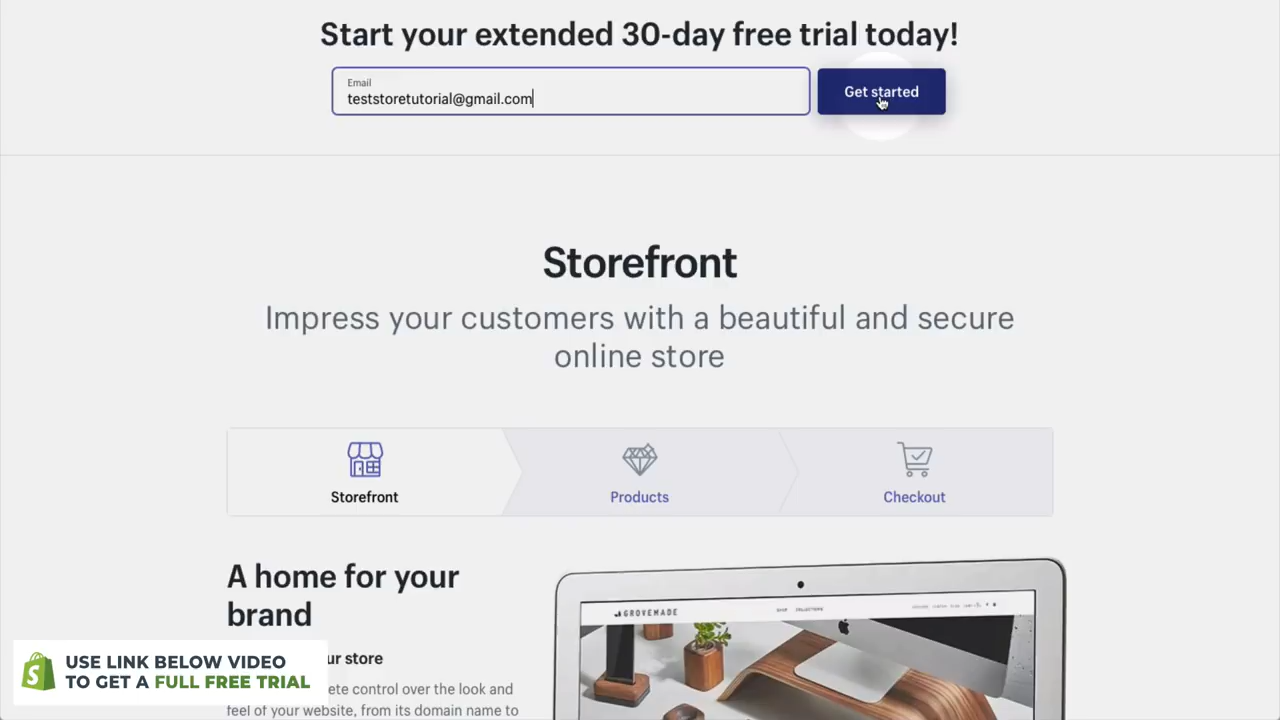 Start your extended 30-day free trial today!
Email
teststoretutorial@gmail.com
Get started
Storefront
Impress your customers with a beautiful and secure
online store
Storefront
Products
Checkout
A home for your
brand
GROVEMADE
SHOP COLLECTIONS
ur store
ete control over the look and
feel of your website, from its domain name to
USE LINK BELOW VIDEO
TO GET A FULL FREE TRIAL